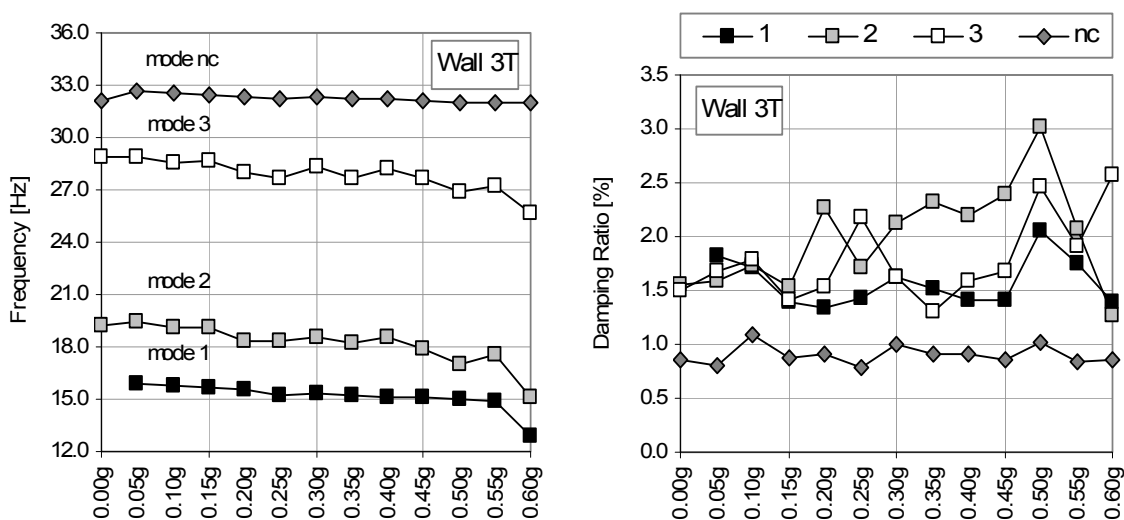 36.0
33.0
30.0
27.0
24.0
21.0
18.0
15.0
12.0
Frequency [Hz]
mode nc
Wall 3T
mode 3
mode 2
mode 1
0.00g 0.05g 0.10g 0.15g 0.20g 0.25g 0.30g 0.35g 0.40g 0.45g 0.50g 0.55g 0.60g
1 2 3 nc
3.5
3.0
2.5
2.0
1.5
1.0
0.5
0.0
Damping Ratio [%]
Wall 3T
0.00g 0.05g 0.10g 0.15g 0.20g 0.25g 0.30g 0.35g 0.40g 0.45g 0.50g 0.55g 0.60g